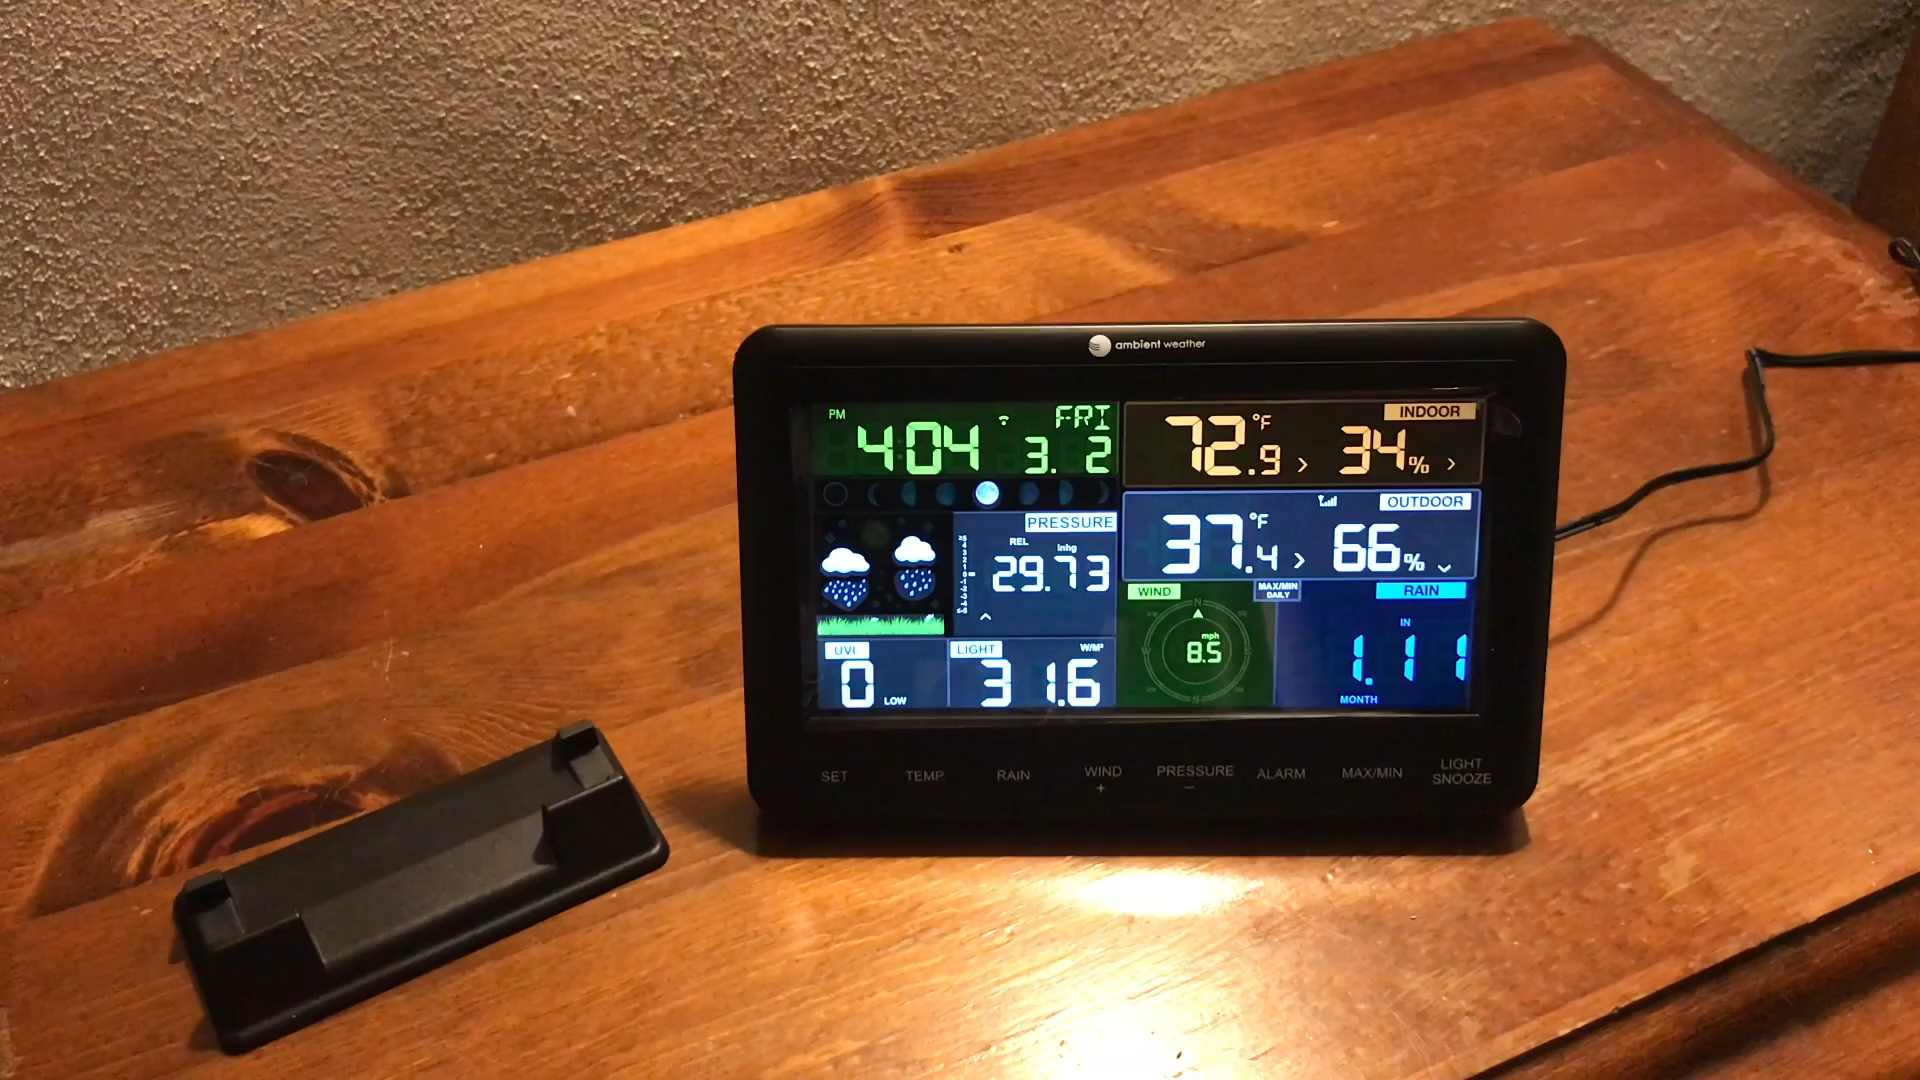 ambient weather
PM
404
FRI
3. 2
PRESSURE
REL
inhg
29.73
UVI
0
LOW
LIGHT
W/M²
31.6
INDOOR
72.9 °F
34%
OUTDOOR
37.4 °F
66%
WIND
MAX/MIN
DAILY
N
mph
8.5
S
RAIN
IN
1.11
MONTH
SET
TEMP
RAIN
WIND
+
PRESSURE
−
ALARM
MAX/MIN
LIGHT
SNOOZE